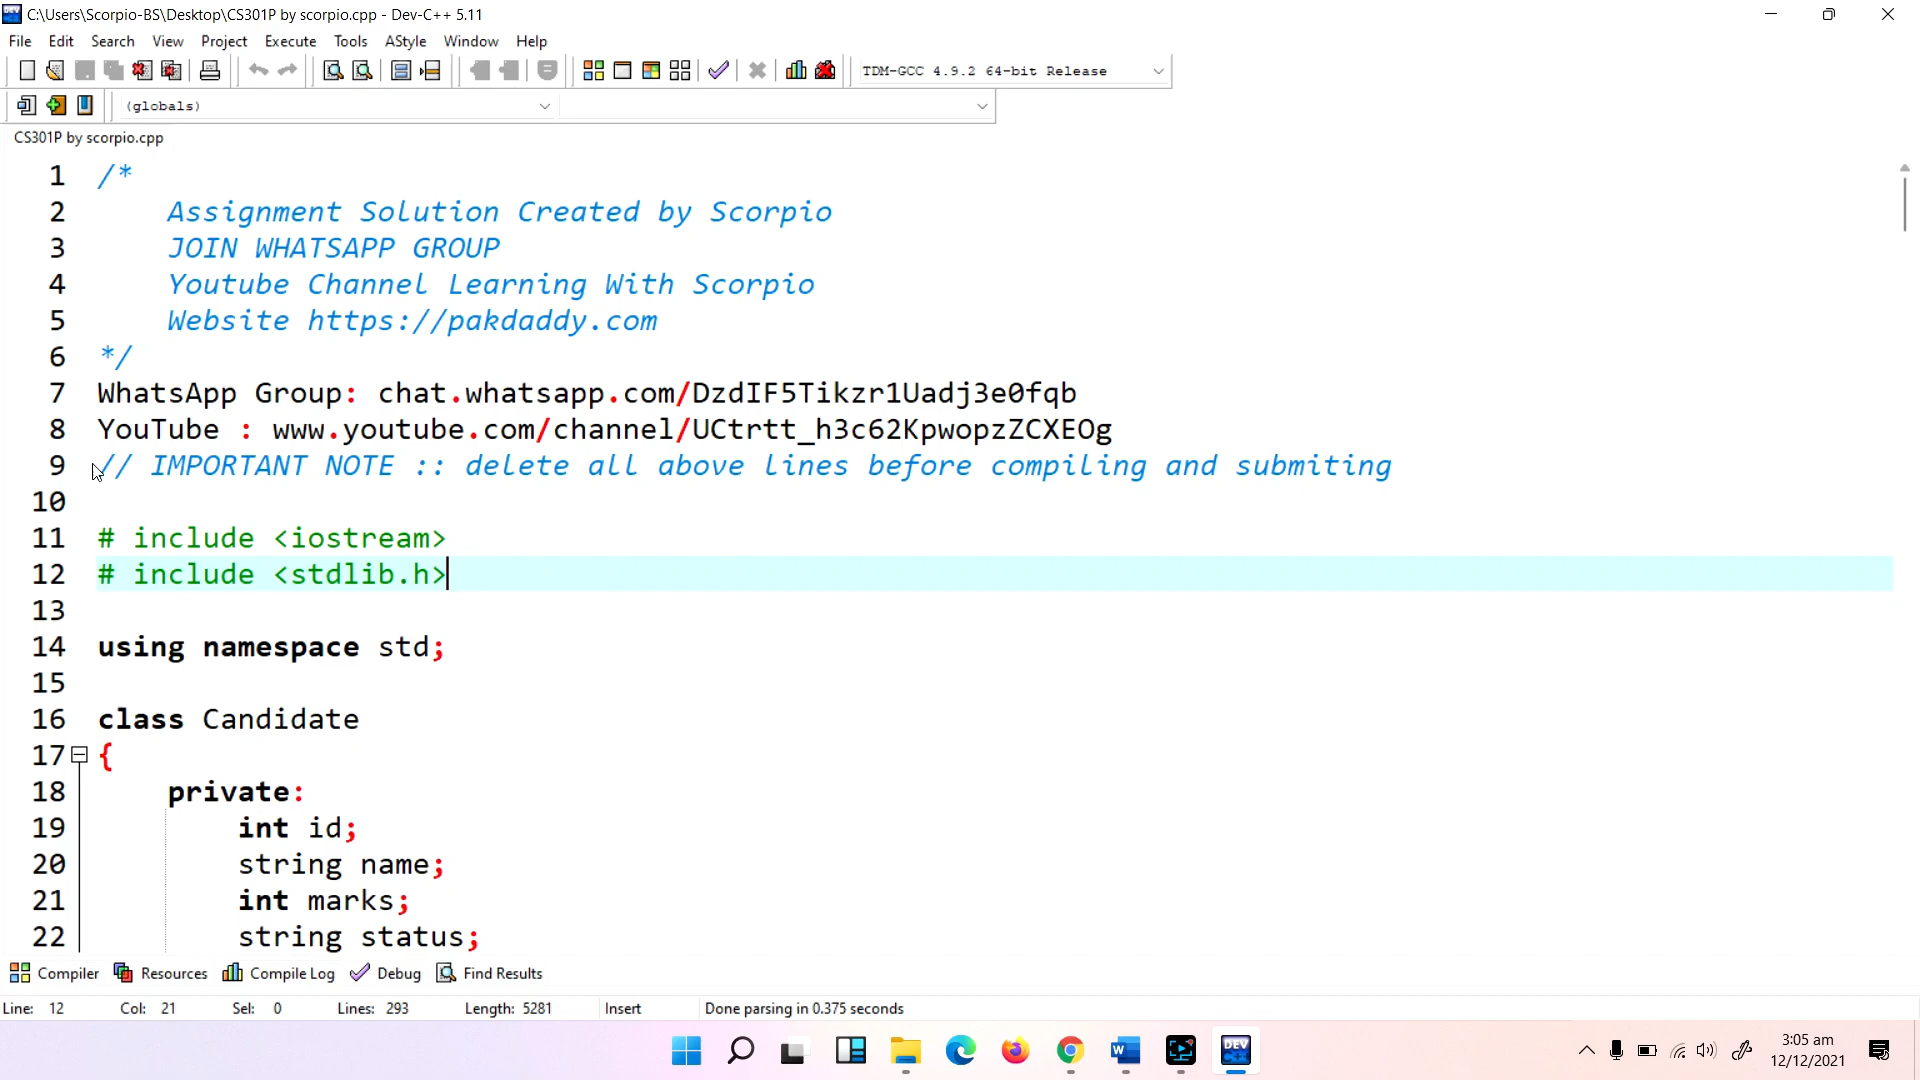 C:\Users\Scorpio-BS\Desktop\CS301P by scorpio.cpp - Dev-C++ 5.11
File Edit Search View Project Execute Tools AStyle Window Help
TDM-GCC 4.9.2 64-bit Release
(globals)
CS301P by scorpio.cpp
1 /*
2 Assignment Solution Created by Scorpio
3 JOIN WHATSAPP GROUP
4 Youtube Channel Learning With Scorpio
5 Website https://pakdaddy.com
6 */
7 WhatsApp Group: chat.whatsapp.com/DzdIF5Tikzr1Uadj3e0fqb
8 YouTube : www.youtube.com/channel/UCtrtt_h3c62KpwopzZCXEOg
9 // IMPORTANT NOTE :: delete all above lines before compiling and submiting
10
11 # include <iostream>
12 # include <stdlib.h>
13
14 using namespace std;
15
16 class Candidate
17 {
18 private:
19 int id;
20 string name;
21 int marks;
22 string status;
Compiler Resources Compile Log Debug Find Results
Line: 12 Col: 21 Sel: 0 Lines: 293 Length: 5281 Insert Done parsing in 0.375 seconds
DEV C++
3:05 am
12/12/2021